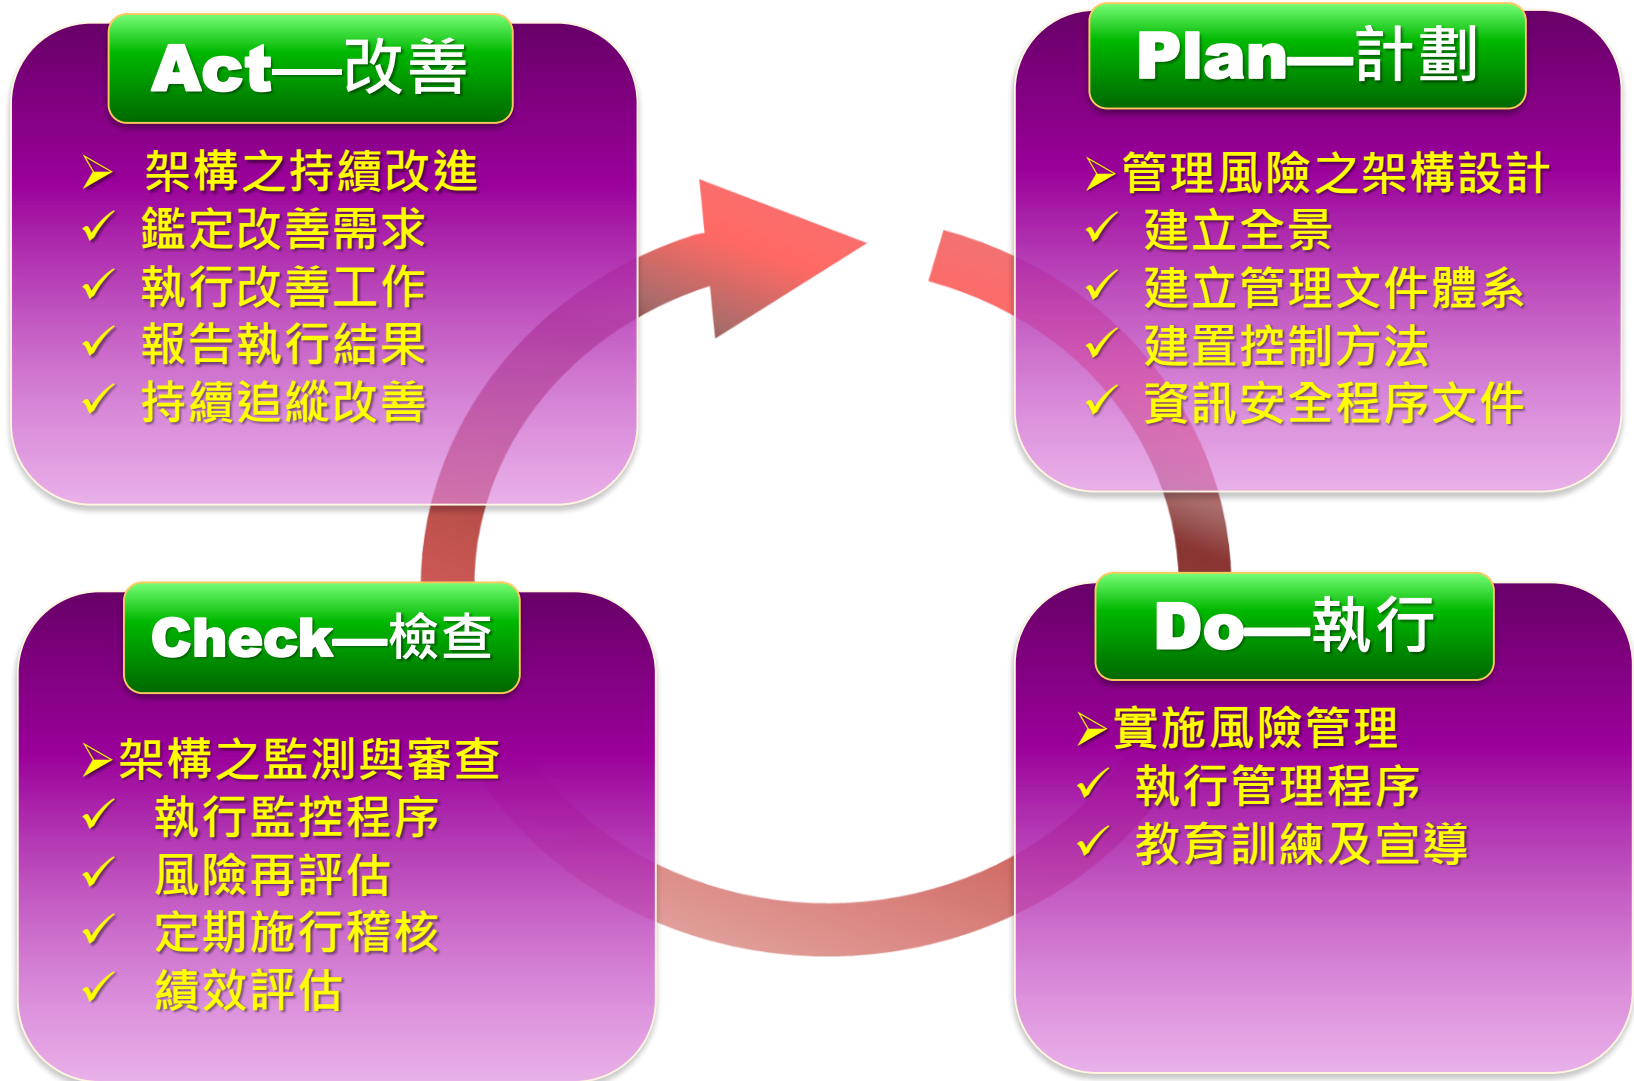 Act—改善
➢ 架構之持續改進
✓ 鑑定改善需求
✓ 執行改善工作
✓ 報告執行結果
✓ 持續追縱改善
Plan—計劃
➢管理風險之架構設計
✓ 建立全景
✓ 建立管理文件體系
✓ 建置控制方法
✓ 資訊安全程序文件
Check—檢查
➢架構之監測與審查
✓ 執行監控程序
✓ 風險再評估
✓ 定期施行稽核
✓ 績效評估
Do—執行
➢實施風險管理
✓ 執行管理程序
✓ 教育訓練及宣導